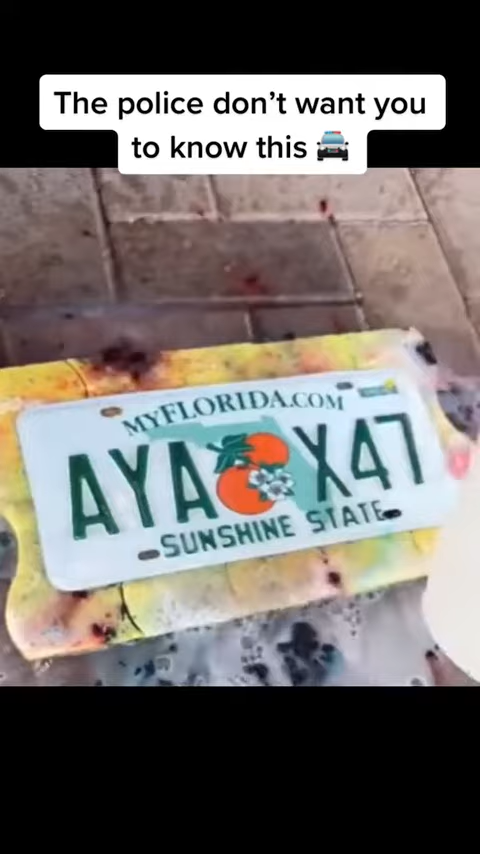 The police don’t want you
to know this 🚔
MYFLORIDA.COM
AYA X47
SUNSHINE STATE